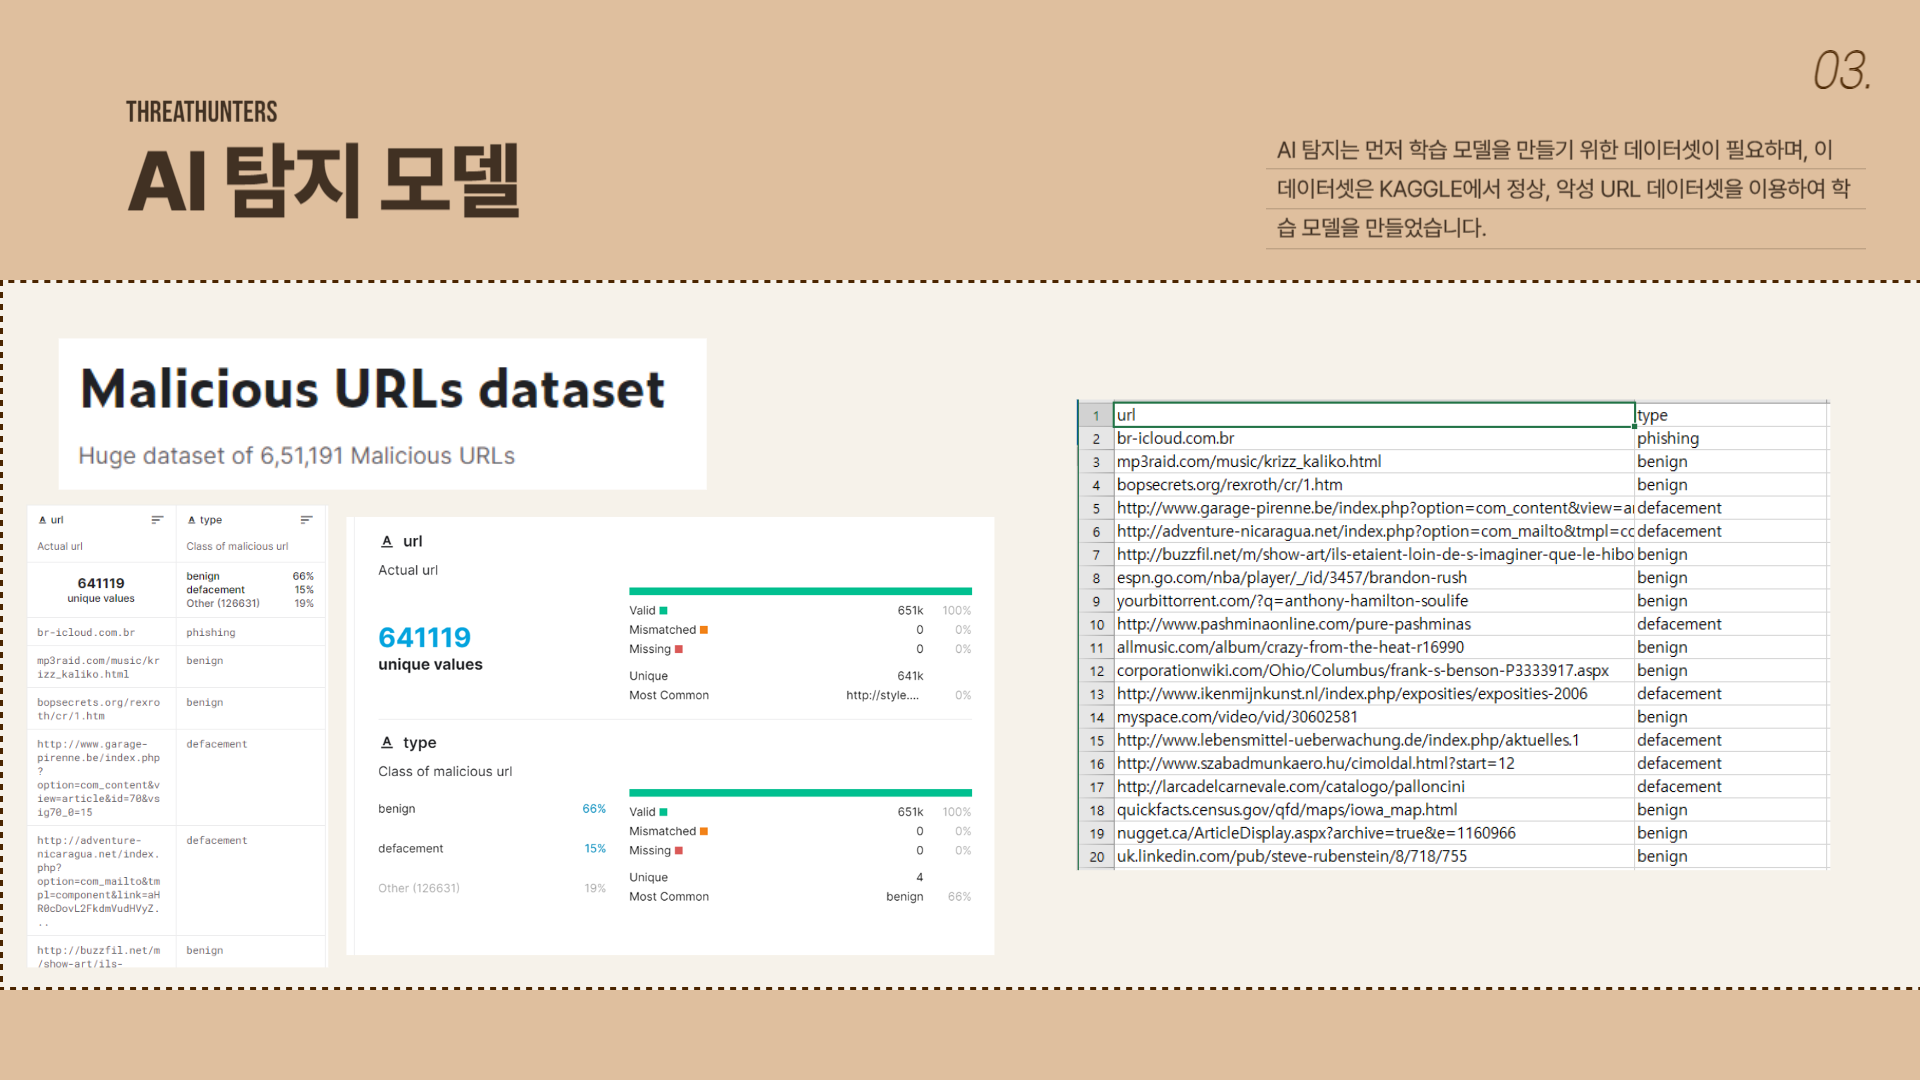 03.
THREATHUNTERS
AI 탐지 모델
AI 탐지는 먼저 학습 모델을 만들기 위한 데이터셋이 필요하며, 이
데이터셋은 KAGGLE에서 정상, 악성 URL 데이터셋을 이용하여 학
습 모델을 만들었습니다.
Malicious URLs dataset
Huge dataset of 6,51,191 Malicious URLs
A url A type
Actual url Class of malicious url
641119
unique values
benign 66%
defacement 15%
Other (126631) 19%
br-icloud.com.br phishing
mp3raid.com/music/kr benign
izz_kaliko.html
bopsecrets.org/rexro benign
th/cr/1.htm
http://www.garage- defacement
pirenne.be/index.php
?
option=com_content&v
iew=article&id=70&vs
ig70_0=15
http://adventure- defacement
nicaragua.net/index.
php?
option=com_mailto&tm
pl=component&link=aH
R0cDovL2FkdmVudHVyZ.
..
http://buzzfil.net/m benign
/show-art/ils-
A url
Actual url
641119
unique values
Valid 651k 100%
Mismatched 0 0%
Missing 0 0%
Unique 641k
Most Common http://style.... 0%
A type
Class of malicious url
benign 66%
defacement 15%
Other (126631) 19%
Valid 651k 100%
Mismatched 0 0%
Missing 0 0%
Unique 4
Most Common benign 66%
1 url type
2 br-icloud.com.br phishing
3 mp3raid.com/music/krizz_kaliko.html benign
4 bopsecrets.org/rexroth/cr/1.htm benign
5 http://www.garage-pirenne.be/index.php?option=com_content&view=a defacement
6 http://adventure-nicaragua.net/index.php?option=com_mailto&tmpl=co defacement
7 http://buzzfil.net/m/show-art/ils-etaient-loin-de-s-imaginer-que-le-hibo benign
8 espn.go.com/nba/player/_/id/3457/brandon-rush benign
9 yourbittorrent.com/?q=anthony-hamilton-soulife benign
10 http://www.pashminaonline.com/pure-pashminas defacement
11 allmusic.com/album/crazy-from-the-heat-r16990 benign
12 corporationwiki.com/Ohio/Columbus/frank-s-benson-P3333917.aspx benign
13 http://www.ikenmijnkunst.nl/index.php/exposities/exposities-2006 defacement
14 myspace.com/video/vid/30602581 benign
15 http://www.lebensmittel-ueberwachung.de/index.php/aktuelles.1 defacement
16 http://www.szabadmunkaero.hu/cimoldal.html?start=12 defacement
17 http://larcadelcarnevale.com/catalogo/palloncini defacement
18 quickfacts.census.gov/qfd/maps/iowa_map.html benign
19 nugget.ca/ArticleDisplay.aspx?archive=true&e=1160966 benign
20 uk.linkedin.com/pub/steve-rubenstein/8/718/755 benign